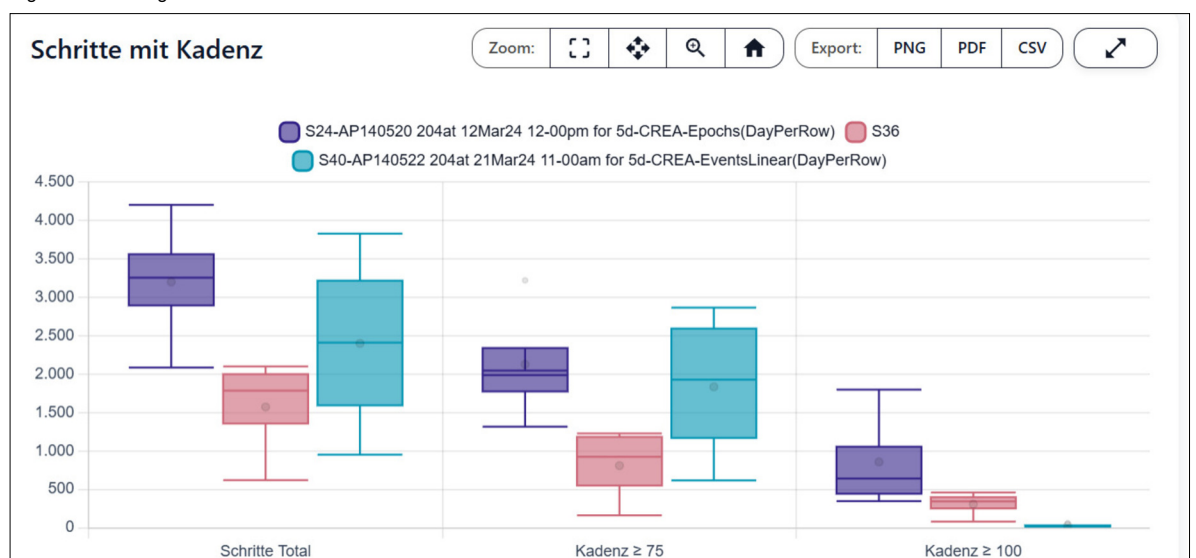 Schritte mit Kadenz
Zoom:
Export: PNG PDF CSV
S24-AP140520 204at 12Mar24 12-00pm for 5d-CREA-Epochs(DayPerRow) S36
S40-AP140522 204at 21Mar24 11-00am for 5d-CREA-EventsLinear(DayPerRow)
4.500
4.000
3.500
3.000
2.500
2.000
1.500
1.000
500
0
Schritte Total Kadenz ≥ 75 Kadenz ≥ 100